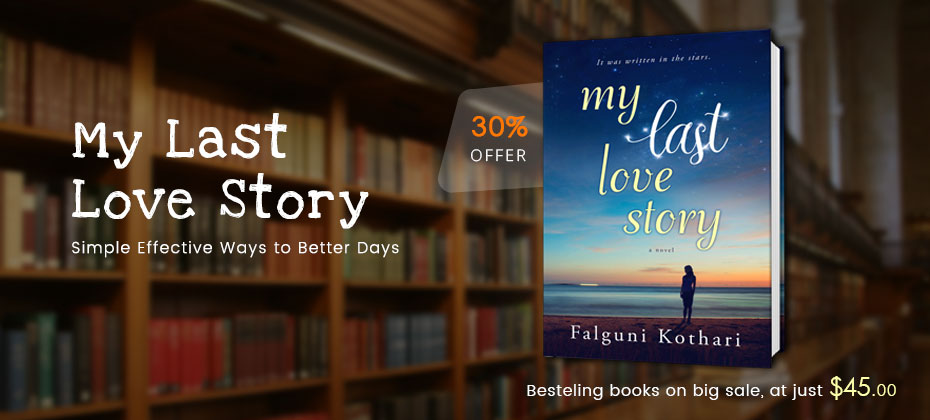 My Last
Love Story
Simple Effective Ways to Better Days
30%
OFFER
It was written in the stars.
my
last
love
story
a novel
Falguni Kothari
Besteling books on big sale, at just $45.00